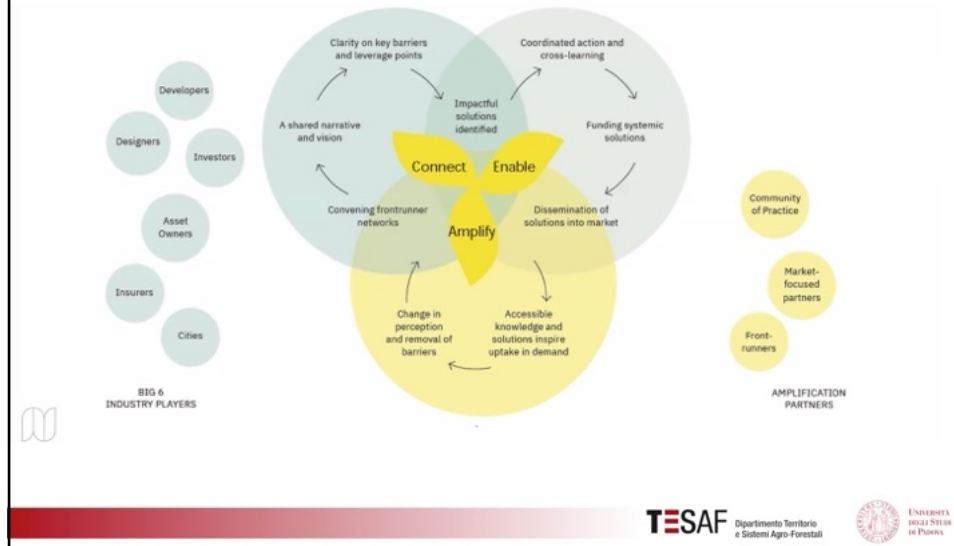 Developers
Designers
Investors
Asset
Owners
Insurers
Cities
BIG 6
INDUSTRY PLAYERS
Clarity on key barriers
and leverage points
A shared narrative
and vision
Convening frontrunner
networks
Impactful
solutions
identified
Coordinated action and
cross-learning
Funding systemic
solutions
Dissemination of
solutions into market
Connect
Enable
Amplify
Change in
perception
and removal of
barriers
Accessible
knowledge and
solutions inspire
uptake in demand
Community
of Practice
Market-
focused
partners
Front-
runners
AMPLIFICATION
PARTNERS
TESAF
Dipartimento Territorio
e Sistemi Agro-Forestali
UNIVERSITÀ
DEGLI STUDI
DI PADOVA